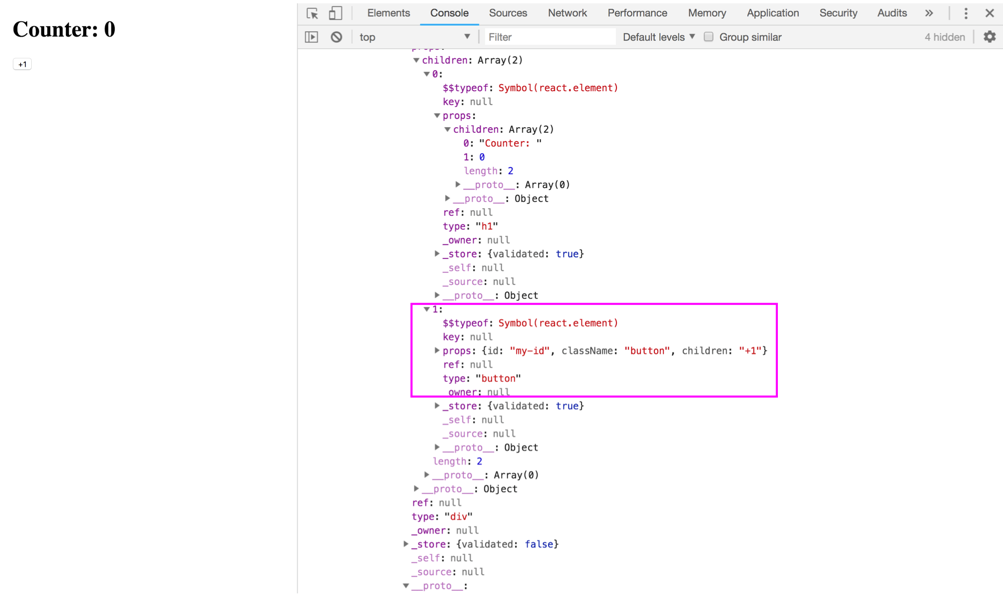 Counter: 0
+1
Elements Console Sources Network Performance Memory Application Security Audits »
top Filter Default levels Group similar 4 hidden
props:
children: Array(2)
0:
$$typeof: Symbol(react.element)
key: null
props:
children: Array(2)
0: "Counter: "
1: 0
length: 2
__proto__: Array(0)
__proto__: Object
ref: null
type: "h1"
_owner: null
_store: {validated: true}
_self: null
_source: null
__proto__: Object
1:
$$typeof: Symbol(react.element)
key: null
props: {id: "my-id", className: "button", children: "+1"}
ref: null
type: "button"
_owner: null
_store: {validated: true}
_self: null
_source: null
__proto__: Object
length: 2
__proto__: Array(0)
__proto__: Object
ref: null
type: "div"
_owner: null
_store: {validated: false}
_self: null
_source: null
__proto__: